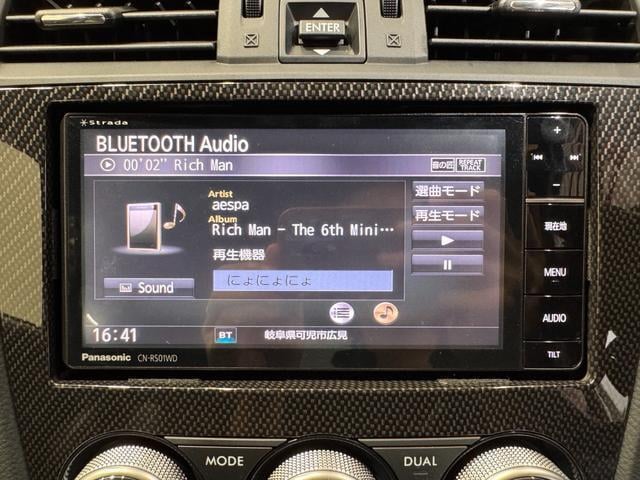 ENTER
Strada
BLUETOOTH Audio
00'02" Rich Man
音の匠 REPEAT TRACK
Artist
aespa
Album
Rich Man - The 6th Mini…
再生機器
にょにょにょ
Sound
選曲モード
再生モード
16:41
BT
岐阜県可児市広見
Panasonic CN-RS01WD
+
-
現在地
MENU
AUDIO
TILT
MODE
DUAL